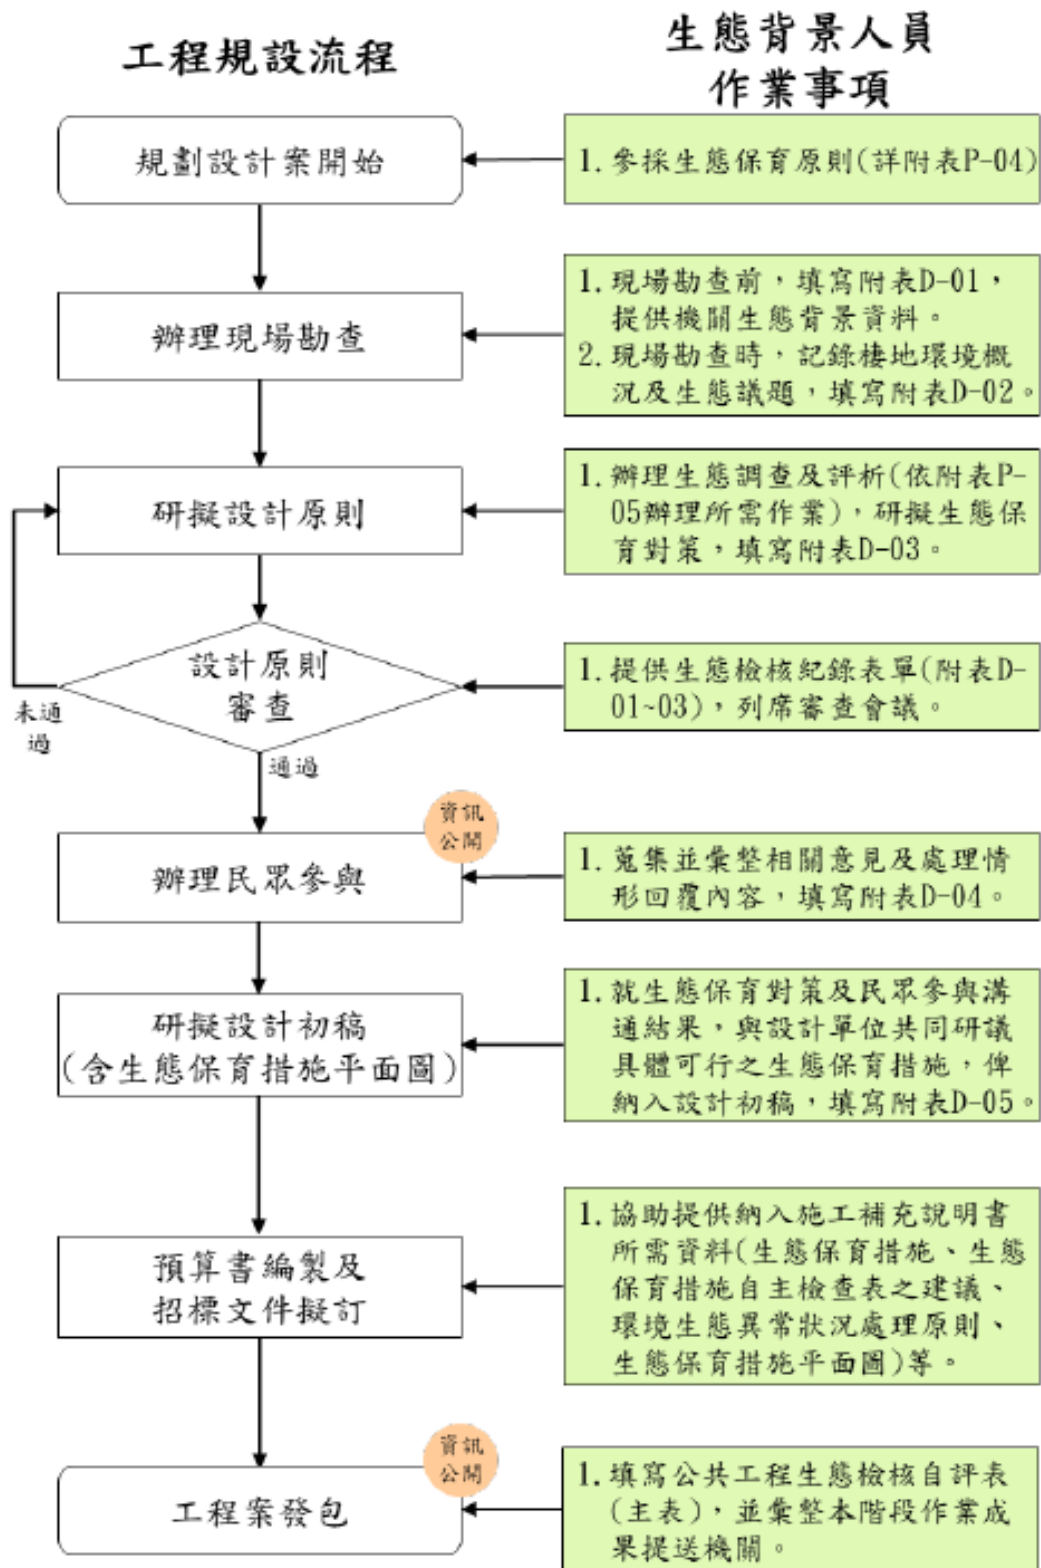 工程規設流程
生態背景人員
作業事項
規劃設計案開始
1. 參採生態保育原則(詳附表P-04)
辦理現場勘查
1. 現場勘查前，填寫附表D-01，
提供機關生態背景資料。
2. 現場勘查時，記錄棲地環境概
況及生態議題，填寫附表D-02。
研擬設計原則
1. 辦理生態調查及評析(依附表P-
05辦理所需作業)，研擬生態保
育對策，填寫附表D-03。
設計原則
審查
未通
過
通過
1. 提供生態檢核紀錄表單(附表D-
01~03)，列席審查會議。
資訊
公開
辦理民眾參與
1. 蒐集並彙整相關意見及處理情
形回覆內容，填寫附表D-04。
研擬設計初稿
(含生態保育措施平面圖)
1. 就生態保育對策及民眾參與溝
通結果，與設計單位共同研議
具體可行之生態保育措施，俾
納入設計初稿，填寫附表D-05。
預算書編製及
招標文件擬訂
1. 協助提供納入施工補充說明書
所需資料(生態保育措施、生態
保育措施自主檢查表之建議、
環境生態異常狀況處理原則、
生態保育措施平面圖)等。
資訊
公開
工程案發包
1. 填寫公共工程生態檢核自評表
(主表)，並彙整本階段作業成
果提送機關。